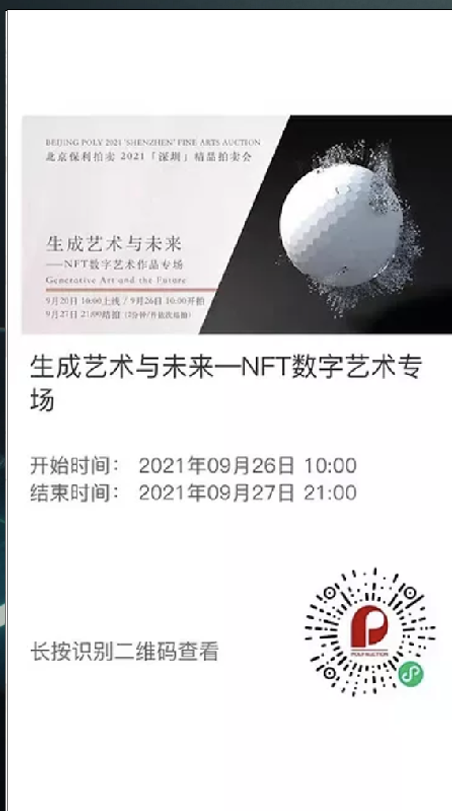 BEIJING POLY 2021 'SHENZHEN' FINE ARTS AUCTION
北京保利拍卖 2021「深圳」精品拍卖会
生成艺术与未来
——NFT数字艺术作品专场
Generative Art and the Future
9月20日 10:00上线 / 9月26日 10:00开拍
9月27日 21:00结拍
生成艺术与未来—NFT数字艺术专
场
开始时间： 2021年09月26日 10:00
结束时间： 2021年09月27日 21:00
长按识别二维码查看
POLY AUCTION